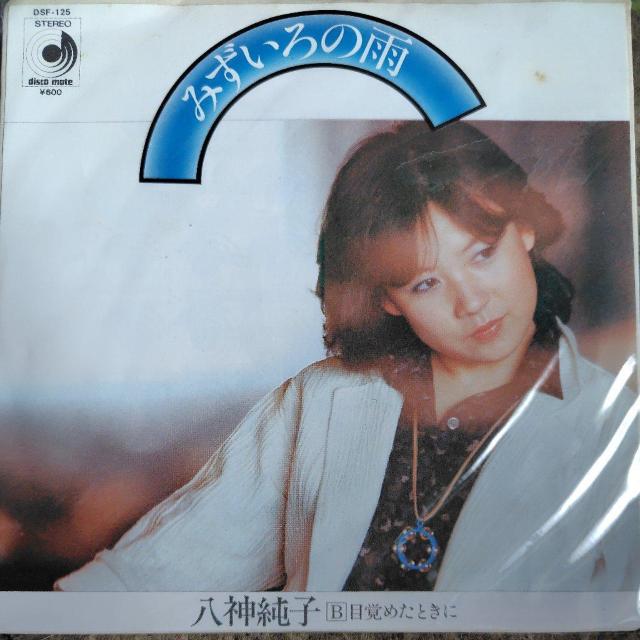 DSF-125
STEREO
disco mate
¥600
みずいろの雨
八神純子 B 目覚めたときに